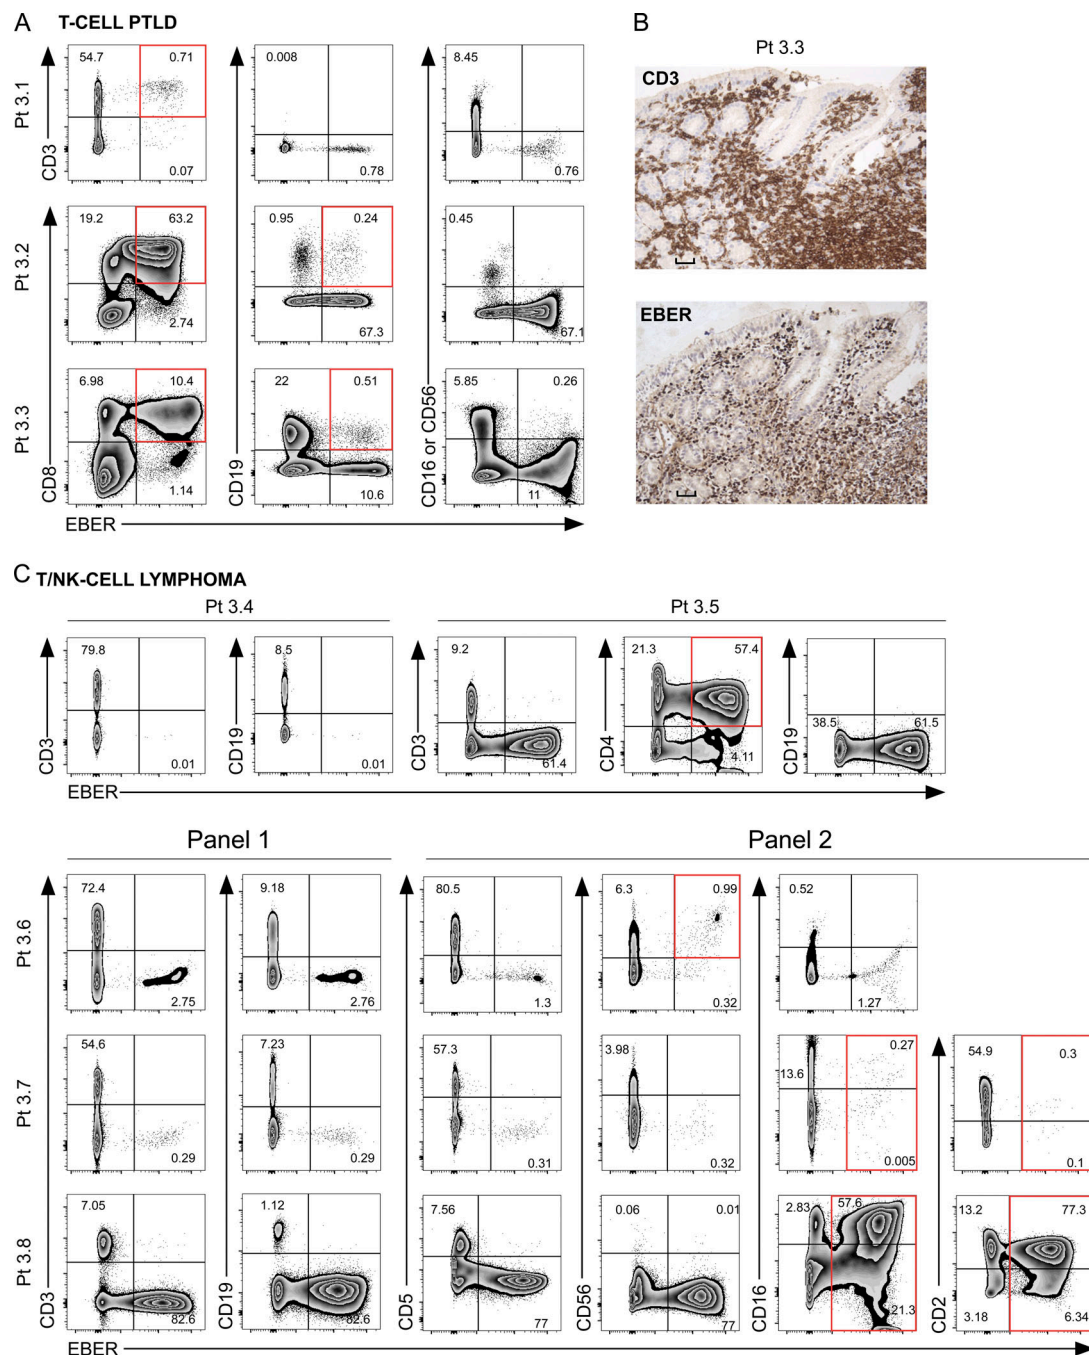 A T-CELL PTLD
Pt 3.1
CD3
54.7 0.71
0.07
0.008
0.78
8.45
0.76
Pt 3.2
19.2 63.2
2.74
0.95 0.24
67.3
0.45
67.1
Pt 3.3
CD8
6.98 10.4
1.14
CD19
22 0.51
10.6
CD16 or CD56
5.85 0.26
11
EBER
B
Pt 3.3
CD3
EBER
C T/NK-CELL LYMPHOMA
Pt 3.4 Pt 3.5
CD3
79.8
0.01
CD19
8.5
0.01
CD3
9.2
61.4
CD4
21.3 57.4
4.11
CD19
38.5 61.5
EBER
Panel 1 Panel 2
Pt 3.6
72.4
2.75
9.18
2.76
80.5
1.3
6.3 0.99
0.32
0.52
1.27
Pt 3.7
54.6
0.29
7.23
0.29
57.3
0.31
3.98
0.32
13.6 0.27
0.005
54.9 0.3
0.1
Pt 3.8
CD3
7.05
82.6
CD19
1.12
82.6
CD5
7.56
77
CD56
0.06 0.01
77
CD16
2.83 57.6
21.3
CD2
13.2 77.3
3.18 6.34
EBER